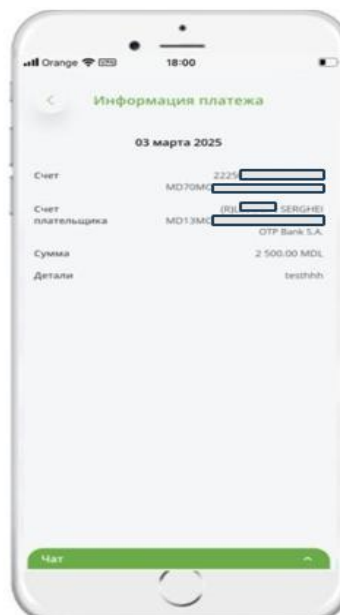 Orange 18:00
Информация платежа
03 марта 2025
Счет 2225
MD70MO
Счет плательщика SERGHEI
MD13MO
OTP Bank S.A.
Сумма 2 500.00 MDL
Детали testhhh
Чат